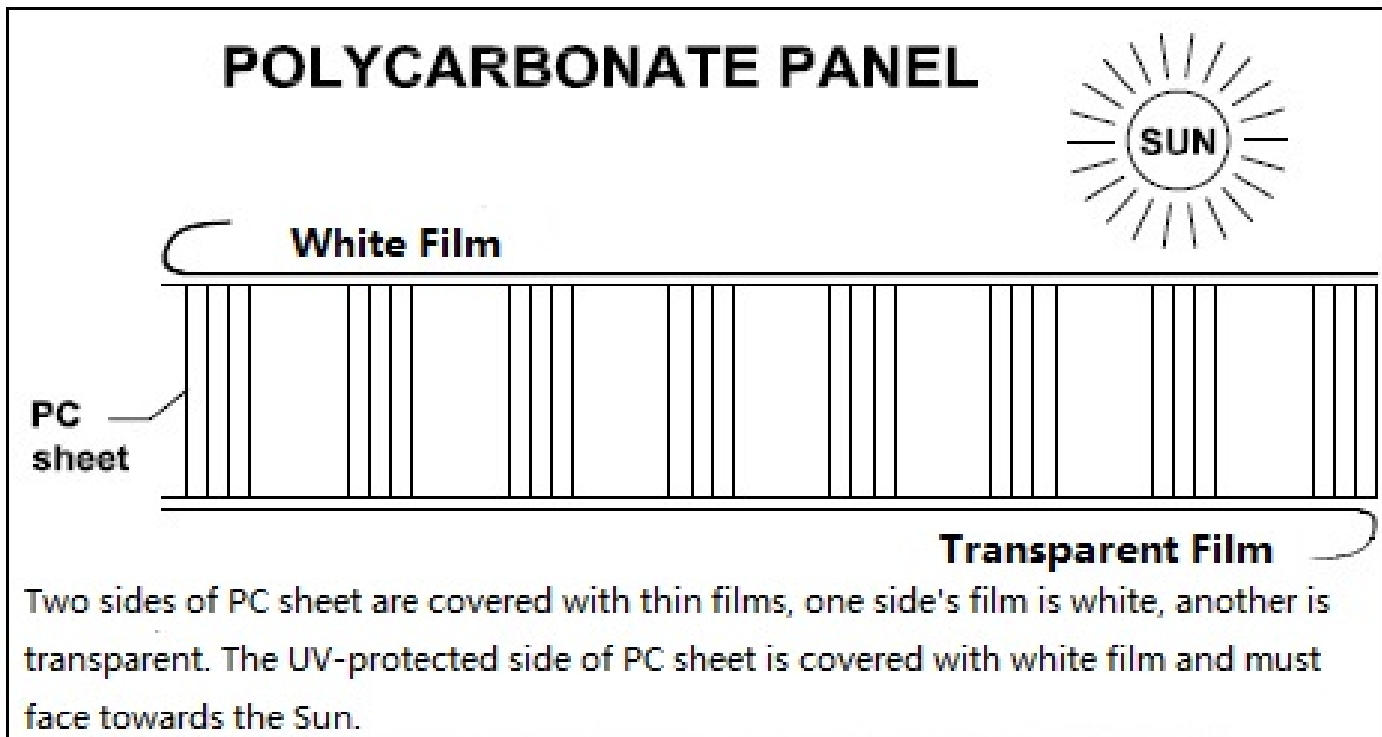 POLYCARBONATE PANEL
SUN
White Film
PC
sheet
Transparent Film
Two sides of PC sheet are covered with thin films, one side's film is white, another is
transparent. The UV-protected side of PC sheet is covered with white film and must
face towards the Sun.